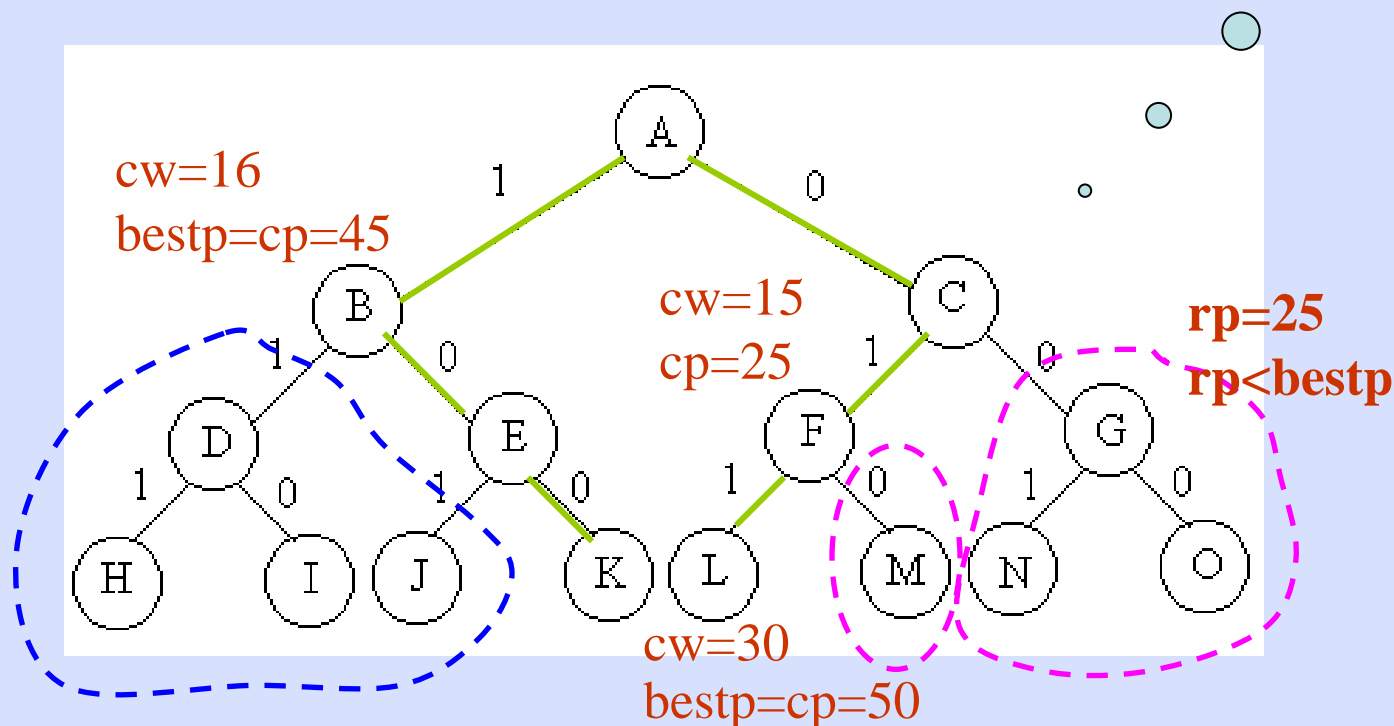 A
cw=16
1
0
bestp=cp=45
B
cw=15
C
rp=25
1
0
cp=25
1
0
rp<bestp
D
E
F
G
1
0
1
0
1
0
1
0
H
I
J
K
L
M
N
O
cw=30
bestp=cp=50